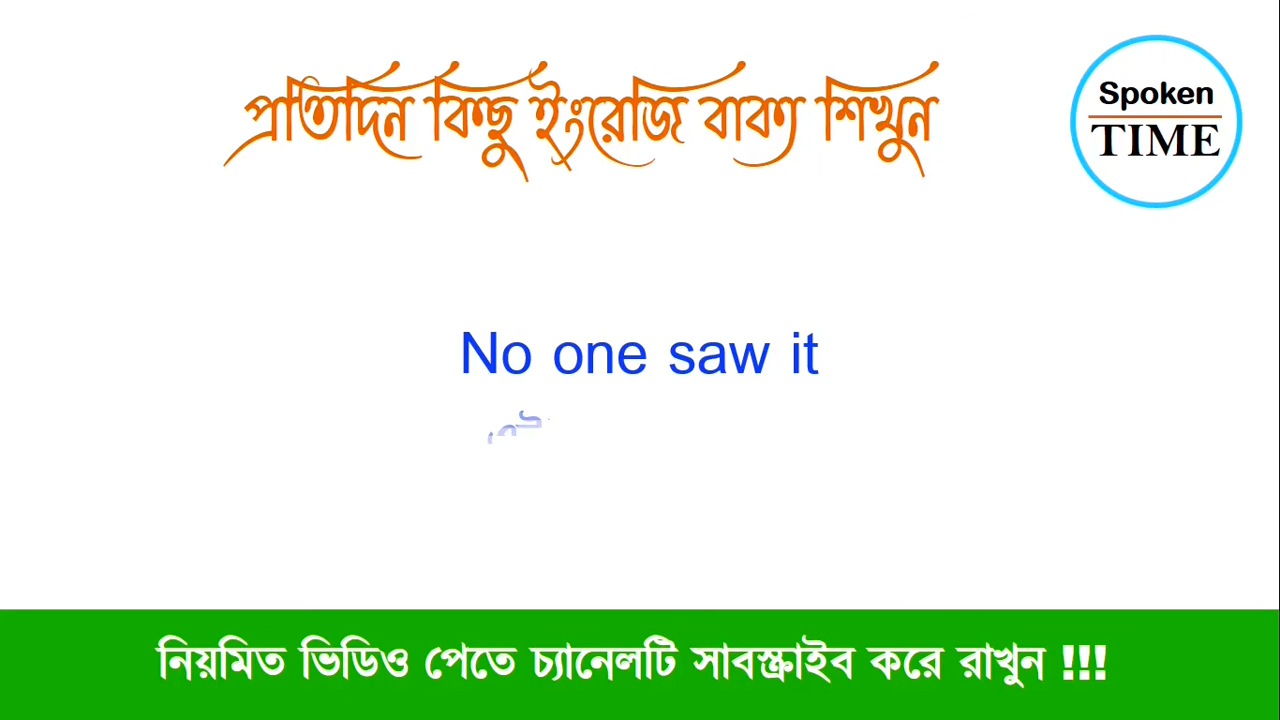 প্রতিদিন কিছু ইংরেজি বাক্য শিখুন
Spoken
TIME
No one saw it
নিয়মিত ভিডিও পেতে চ্যানেলটি সাবস্ক্রাইব করে রাখুন !!!